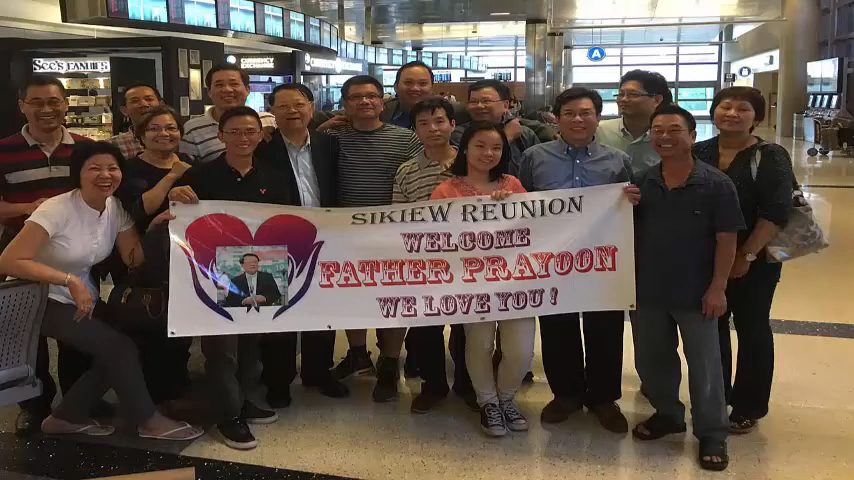 See's CANDIES
A
SIKIEW REUNION
WELCOME
FATHER PRAYOON
WE LOVE YOU!